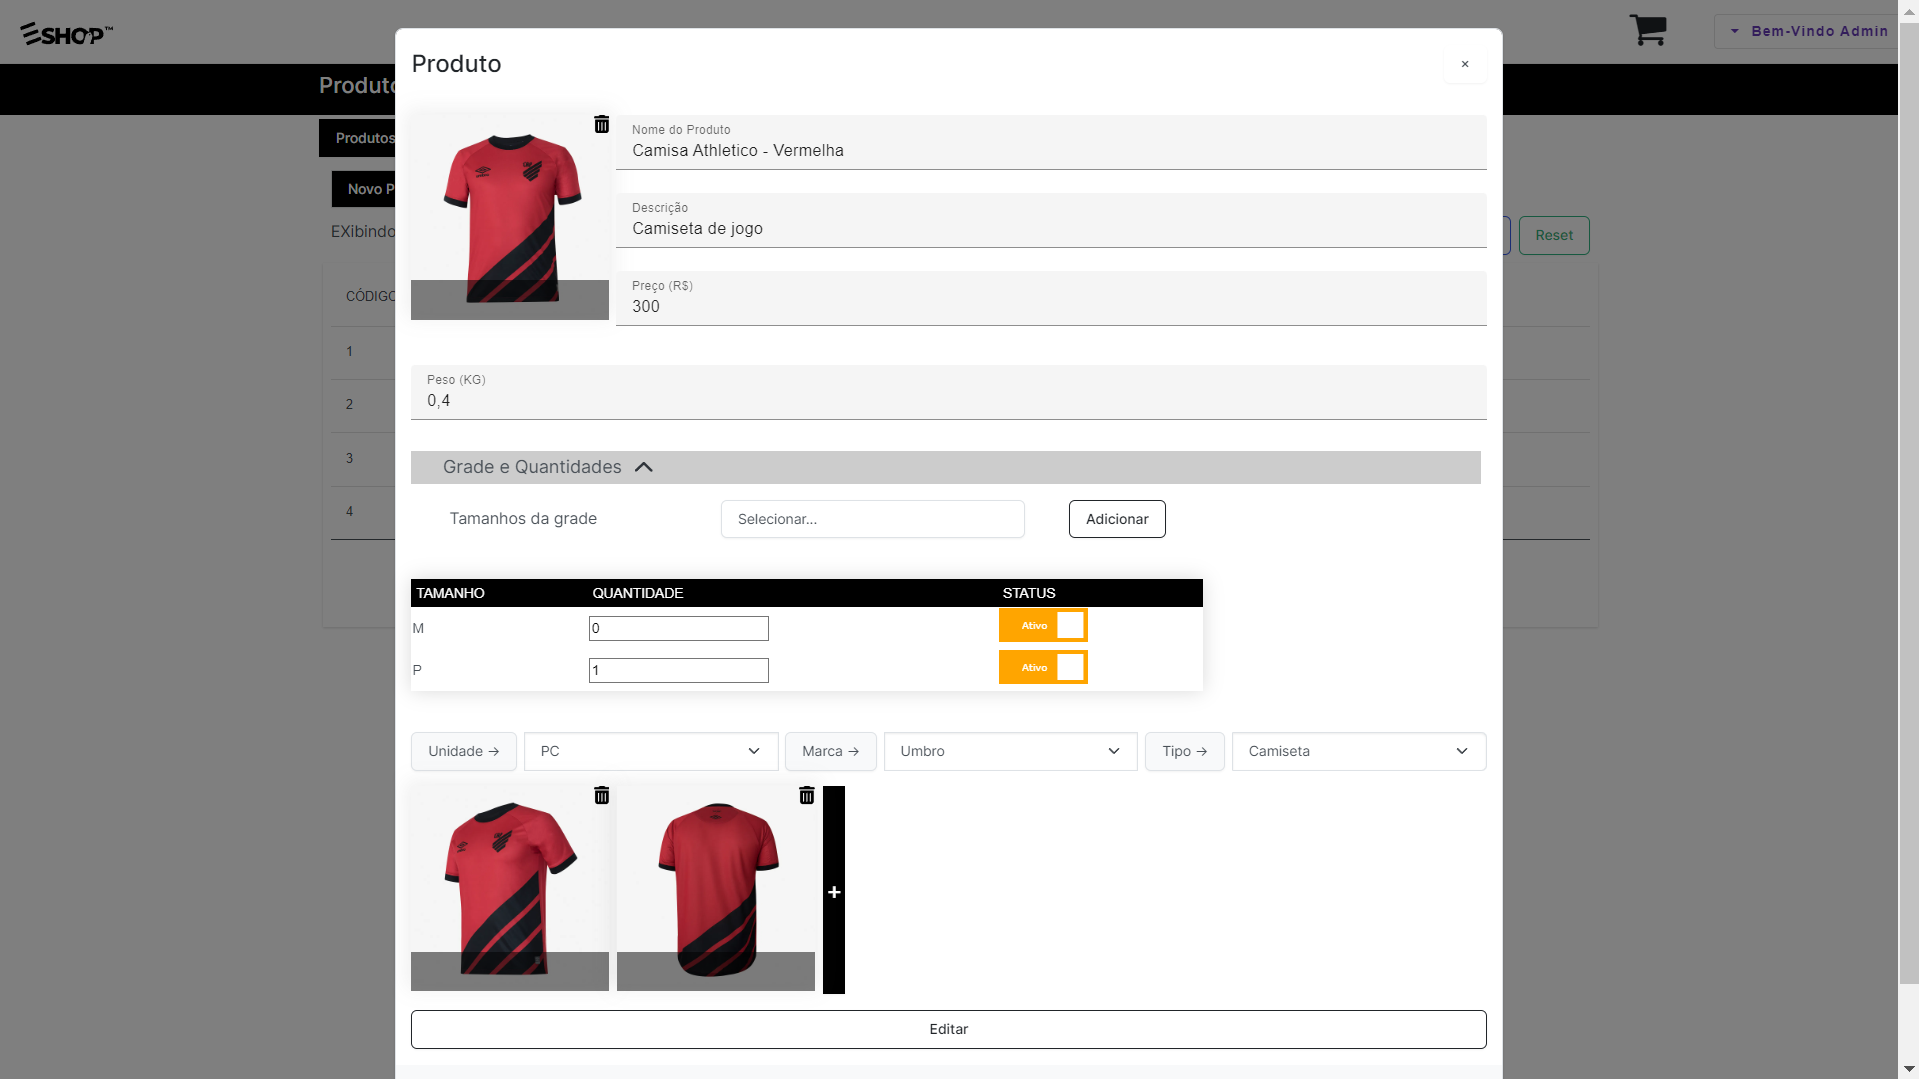 ESHOP™
Bem-Vindo Admin
Produto
Produtos
Novo P
EXibindo
Reset
CÓDIGO
1
2
3
4
Produto
×
Nome do Produto
Camisa Athletico - Vermelha
Descrição
Camiseta de jogo
Preço (R$)
300
Peso (KG)
0,4
Grade e Quantidades
Tamanhos da grade
Selecionar...
Adicionar
TAMANHO QUANTIDADE STATUS
M 0 Ativo
P 1 Ativo
Unidade → PC Marca → Umbro Tipo → Camiseta
+
Editar